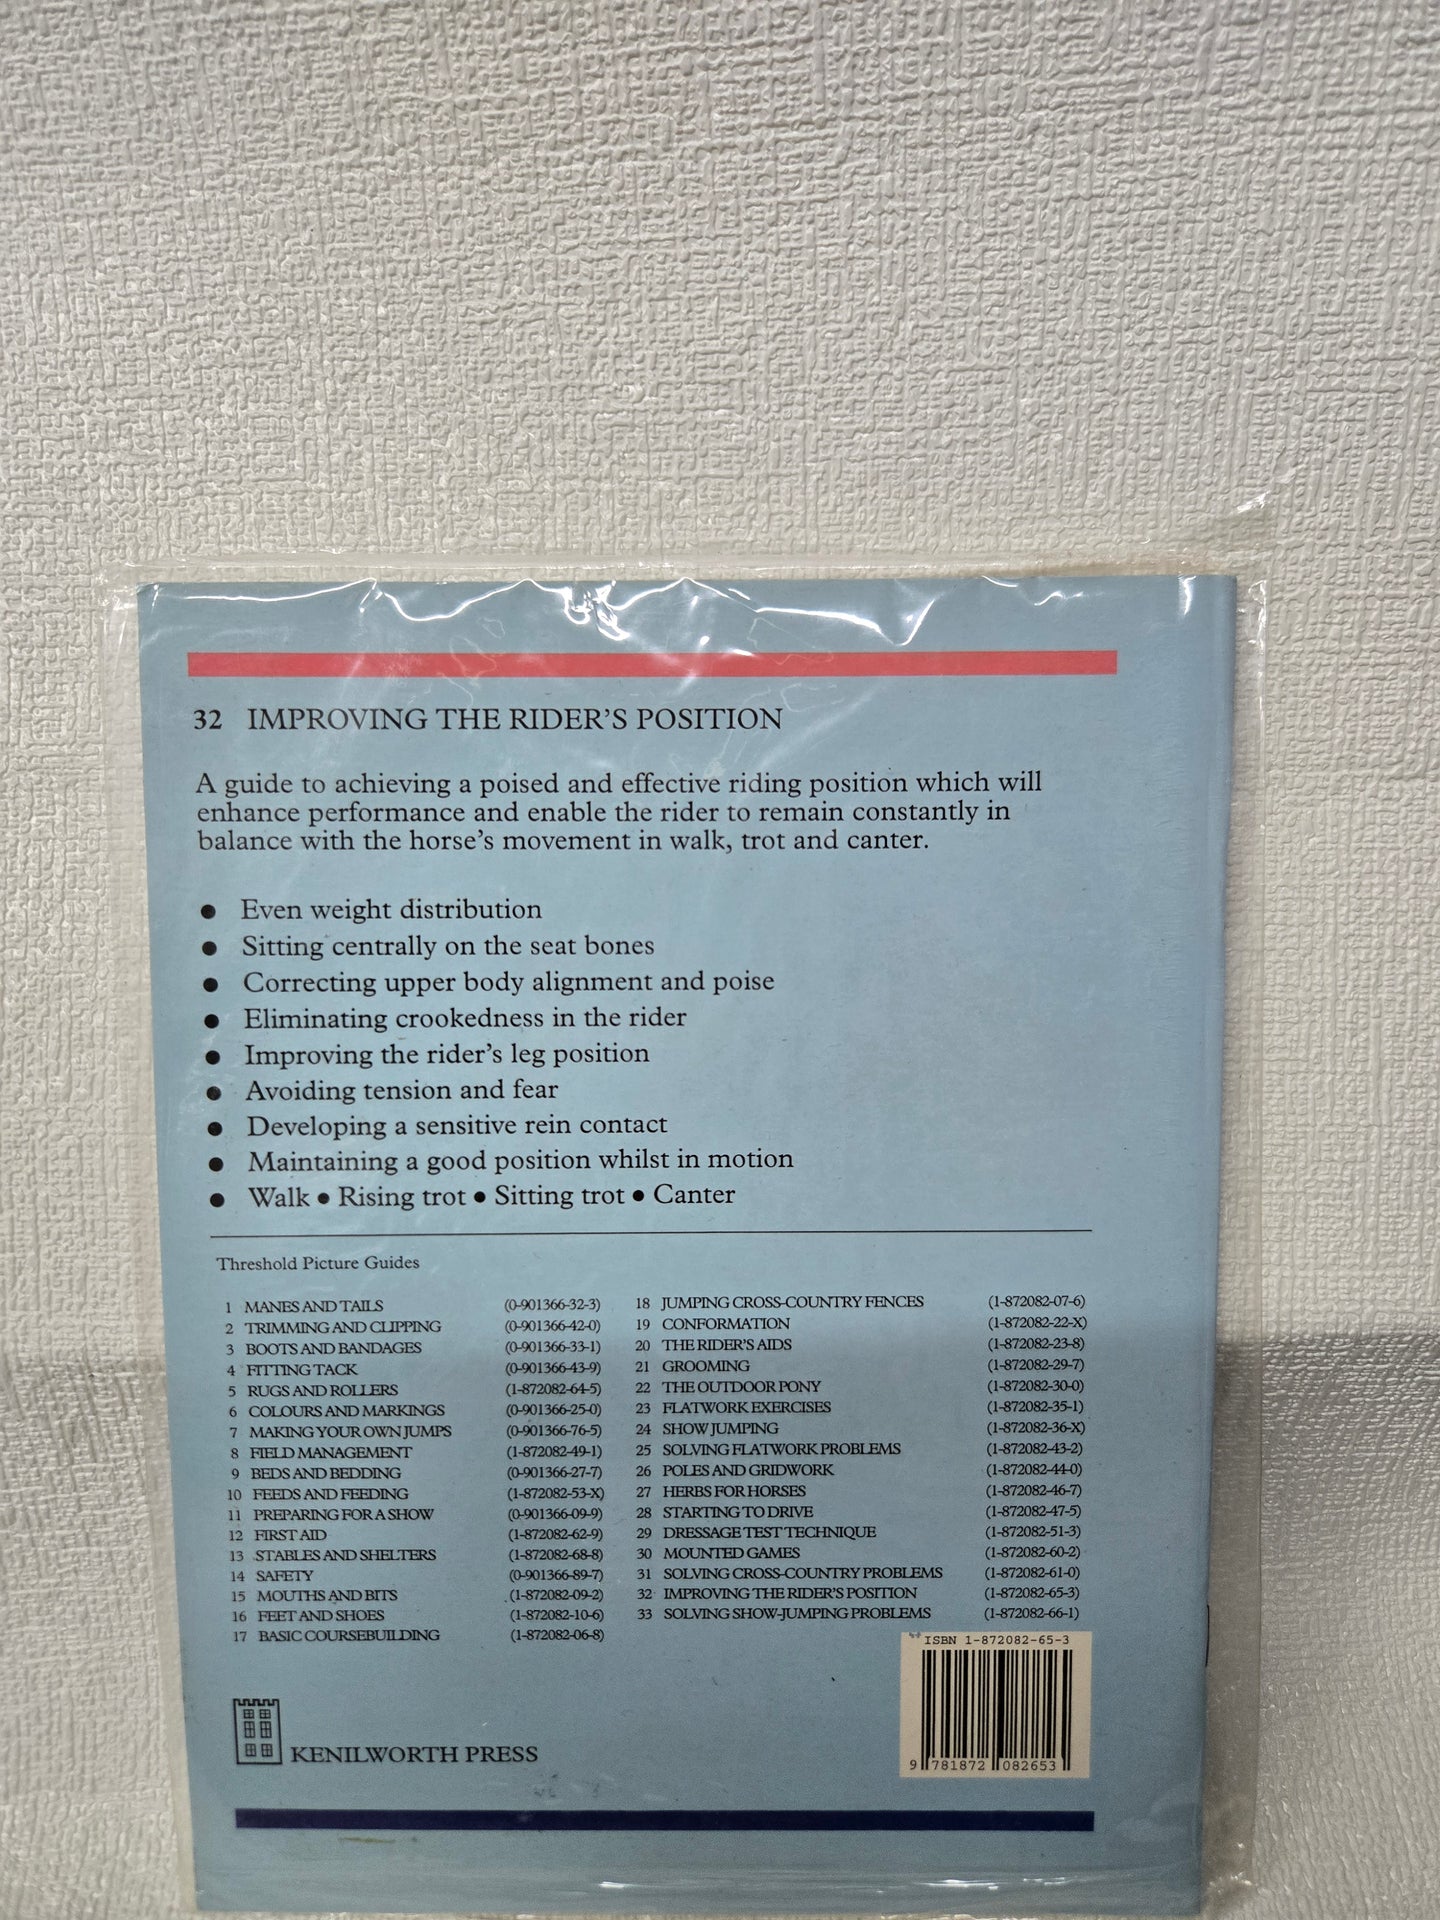 32 IMPROVING THE RIDER'S POSITION
A guide to achieving a poised and effective riding position which will
enhance performance and enable the rider to remain constantly in
balance with the horse's movement in walk, trot and canter.
● Even weight distribution
● Sitting centrally on the seat bones
● Correcting upper body alignment and poise
● Eliminating crookedness in the rider
● Improving the rider's leg position
● Avoiding tension and fear
● Developing a sensitive rein contact
● Maintaining a good position whilst in motion
● Walk ● Rising trot ● Sitting trot ● Canter
Threshold Picture Guides
1 MANES AND TAILS (0-901366-32-3)
2 TRIMMING AND CLIPPING (0-901366-42-0)
3 BOOTS AND BANDAGES (0-901366-33-1)
4 FITTING TACK (0-901366-43-9)
5 RUGS AND ROLLERS (1-872082-64-5)
6 COLOURS AND MARKINGS (0-901366-25-0)
7 MAKING YOUR OWN JUMPS (0-901366-76-5)
8 FIELD MANAGEMENT (1-872082-49-1)
9 BEDS AND BEDDING (0-901366-27-7)
10 FEEDS AND FEEDING (1-872082-53-X)
11 PREPARING FOR A SHOW (0-901366-09-9)
12 FIRST AID (1-872082-62-9)
13 STABLES AND SHELTERS (1-872082-68-8)
14 SAFETY (0-901366-89-7)
15 MOUTHS AND BITS (1-872082-09-2)
16 FEET AND SHOES (1-872082-10-6)
17 BASIC COURSEBUILDING (1-872082-06-8)
18 JUMPING CROSS-COUNTRY FENCES (1-872082-07-6)
19 CONFORMATION (1-872082-22-X)
20 THE RIDER'S AIDS (1-872082-23-8)
21 GROOMING (1-872082-29-7)
22 THE OUTDOOR PONY (1-872082-30-0)
23 FLATWORK EXERCISES (1-872082-35-1)
24 SHOW JUMPING (1-872082-36-X)
25 SOLVING FLATWORK PROBLEMS (1-872082-43-2)
26 POLES AND GRIDWORK (1-872082-44-0)
27 HERBS FOR HORSES (1-872082-46-7)
28 STARTING TO DRIVE (1-872082-47-5)
29 DRESSAGE TEST TECHNIQUE (1-872082-51-3)
30 MOUNTED GAMES (1-872082-60-2)
31 SOLVING CROSS-COUNTRY PROBLEMS (1-872082-61-0)
32 IMPROVING THE RIDER'S POSITION (1-872082-65-3)
33 SOLVING SHOW-JUMPING PROBLEMS (1-872082-66-1)
ISBN 1-872082-65-3
9 781872 082653
KENILWORTH PRESS